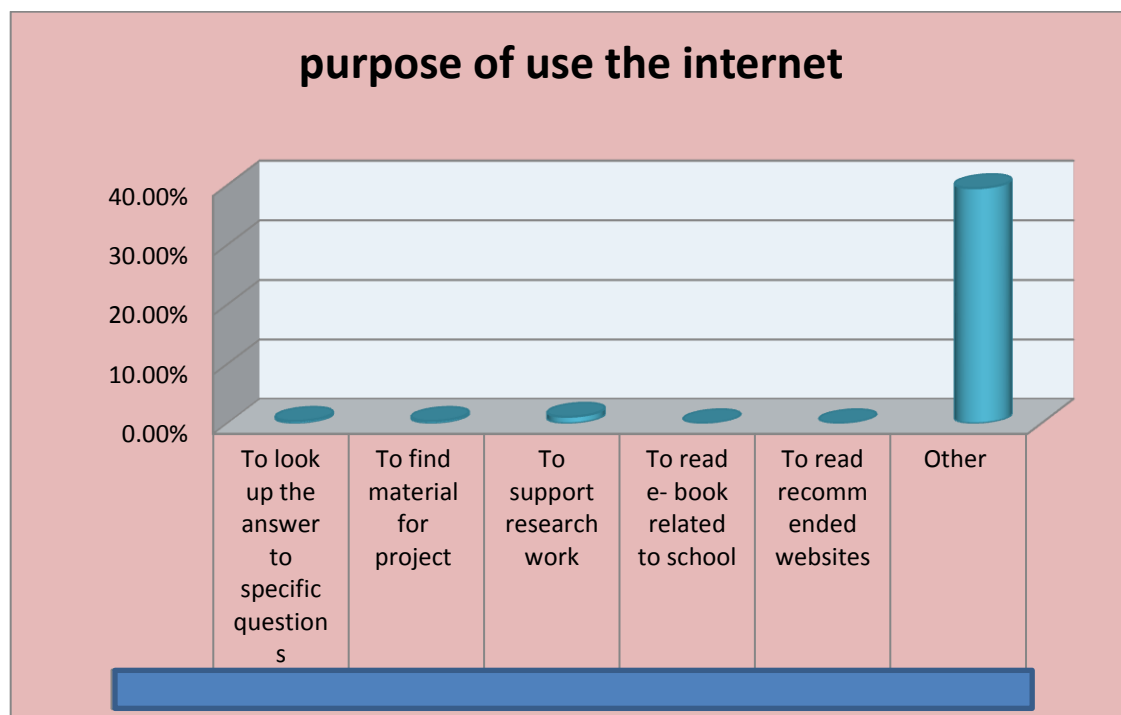 purpose of use the internet
40.00%
30.00%
20.00%
10.00%
0.00%
To look
up the
answer
to
specific
question
s
To find
material
for
project
To
support
research
work
To read
e- book
related
to school
To read
recomm
ended
websites
Other